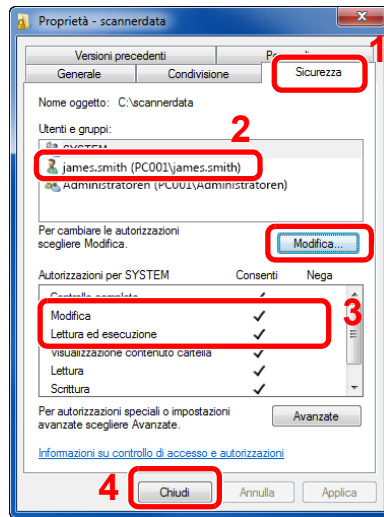 Proprietà - scannerdata
1
Versioni precedenti
Generale
Condivisione
Sicurezza
Nome oggetto: C:\scannerdata
2
Utenti e gruppi:
SYSTEM
james.smith (PC001\james.smith)
Administratoren (PC001\Administratoren)
Per cambiare le autorizzazioni
scegliere Modifica.
Modifica...
Autorizzazioni per SYSTEM Consenti Nega
3
Controllo completo
Modifica
Lettura ed esecuzione
Visualizzazione contenuto cartella
Lettura
Scrittura
Per autorizzazioni speciali o impostazioni
avanzate scegliere Avanzate.
Avanzate
Informazioni su controllo di accesso e autorizzazioni
4
Chiudi Annulla Applica